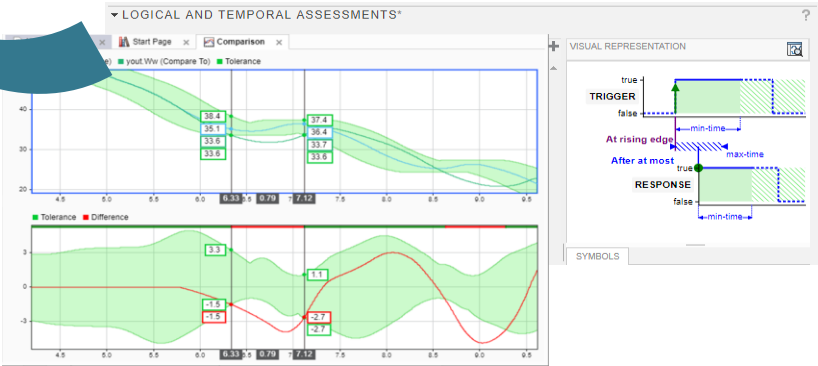 LOGICAL AND TEMPORAL ASSESSMENTS*
?
Start Page × Comparison ×
yout.Ww (Compare To) Tolerance
VISUAL REPRESENTATION
40
30
20
38.4
35.1
33.6
33.6
37.4
36.4
33.7
33.6
4.5 5.0 5.5 6.0 6.33 0.79 7.12 7.5 8.0 8.5 9.0 9.5
Tolerance Difference
3
0
-3
3.3
-1.5
-1.5
1.1
-2.7
-2.7
4.5 5.0 5.5 6.0 6.33 0.79 7.12 7.5 8.0 8.5 9.0 9.5
true
TRIGGER
false
min-time
At rising edge
max-time
After at most
true
RESPONSE
false
min-time
SYMBOLS